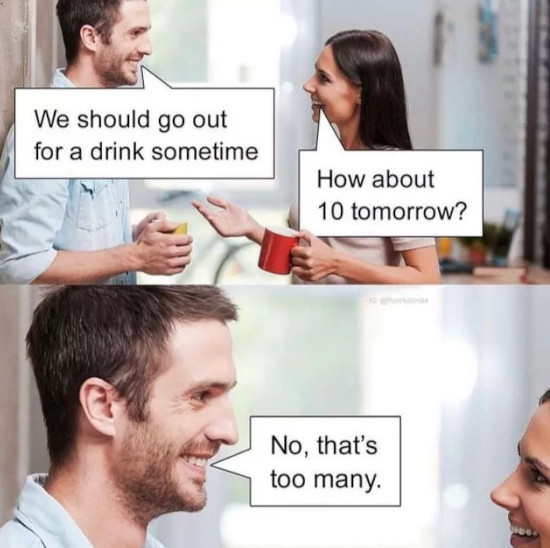 We should go out
for a drink sometime
How about
10 tomorrow?
No, that's
too many.